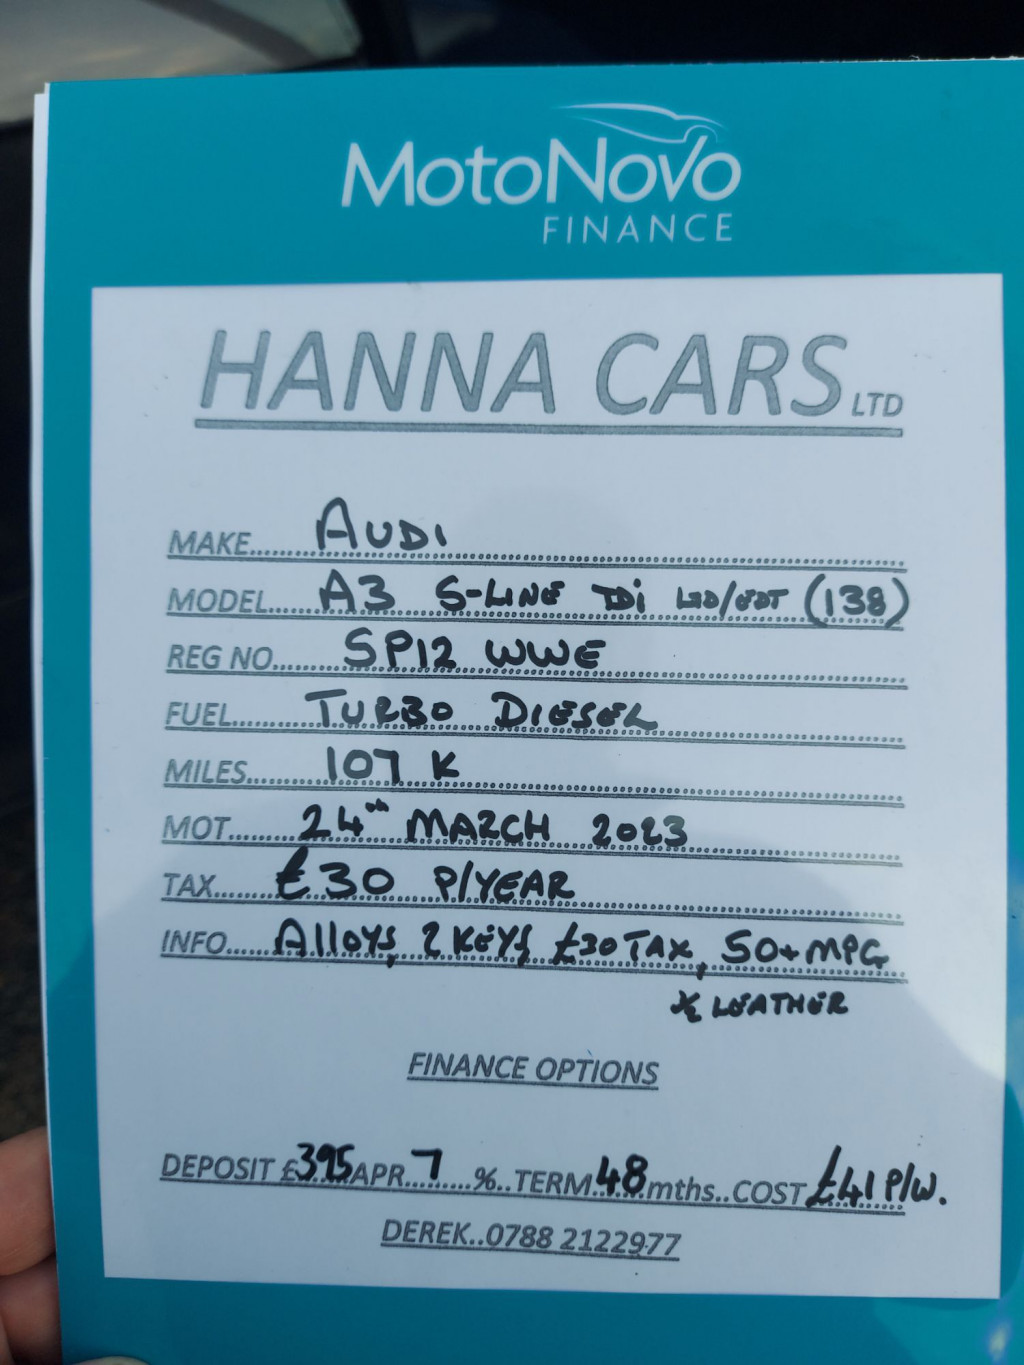 MotoNovo
FINANCE
HANNA CARS LTD
MAKE......AUDI
MODEL.....A3 S-LINE TDi LTD/EDT (138)
REG NO.....SP12 WWE
FUEL......TURBO DIESEL
MILES.......107 K
MOT.......24th MARCH 2023
TAX......£30 P/YEAR
INFO.....Alloys, 2 KEYS, £30 TAX, 50+ MPG
½ LEATHER
FINANCE OPTIONS
DEPOSIT £395 APR..7....%..TERM 48 mths..COST £41 P/W.
DEREK..0788 2122977